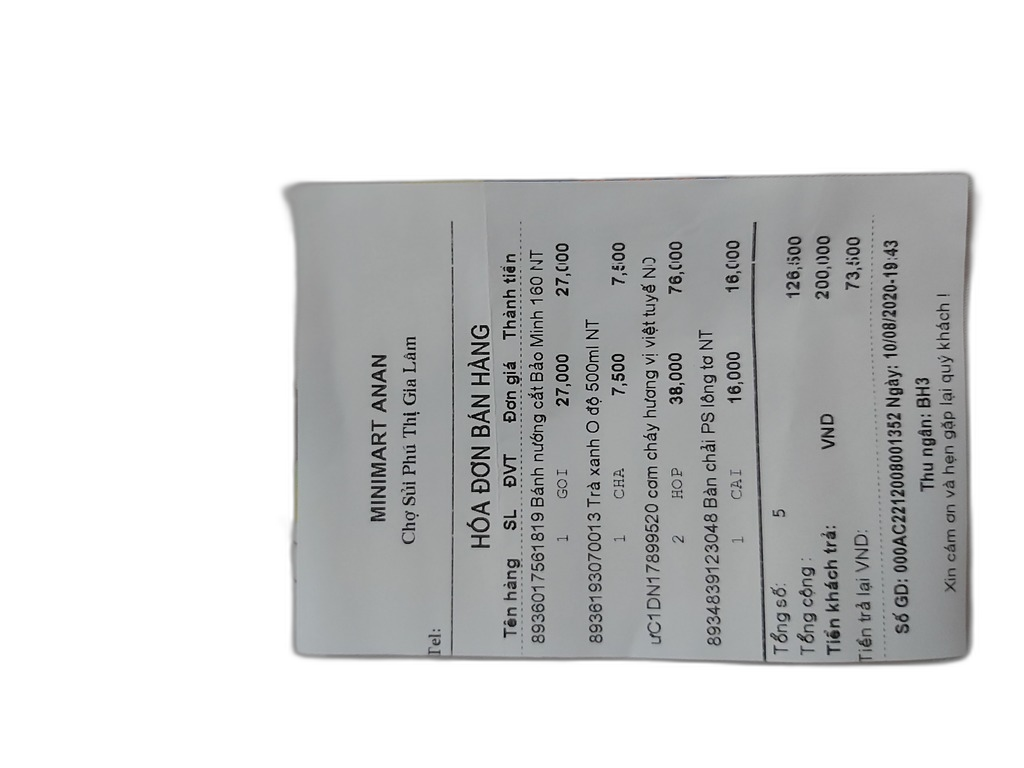 MINIMART ANAN
Chợ Sủi Phú Thị Gia Lâm
Tel:
HÓA ĐƠN BÁN HÀNG
Tên hàng SL ĐVT Đơn giá Thành tiền
8936017561819 Bánh nướng cắt Bảo Minh 160 NT
1 GOI 27,000 27,000
8936193070013 Trà xanh O độ 500ml NT
1 CHA 7,500 7,500
ưC1DN17899520 cơm cháy hương vị việt tuyế ND
2 HOP 38,000 76,000
8934839123048 Bàn chải PS lông tơ NT
1 CAI 16,000 16,000
Tổng số: 5
Tổng cộng : 126,500
Tiền khách trả: VND 200,000
Tiền trả lại VND: 73,500
Số GD: 000AC2212008001352 Ngày: 10/08/2020-19:43
Thu ngân: BH3
Xin cảm ơn và hẹn gặp lại quý khách !